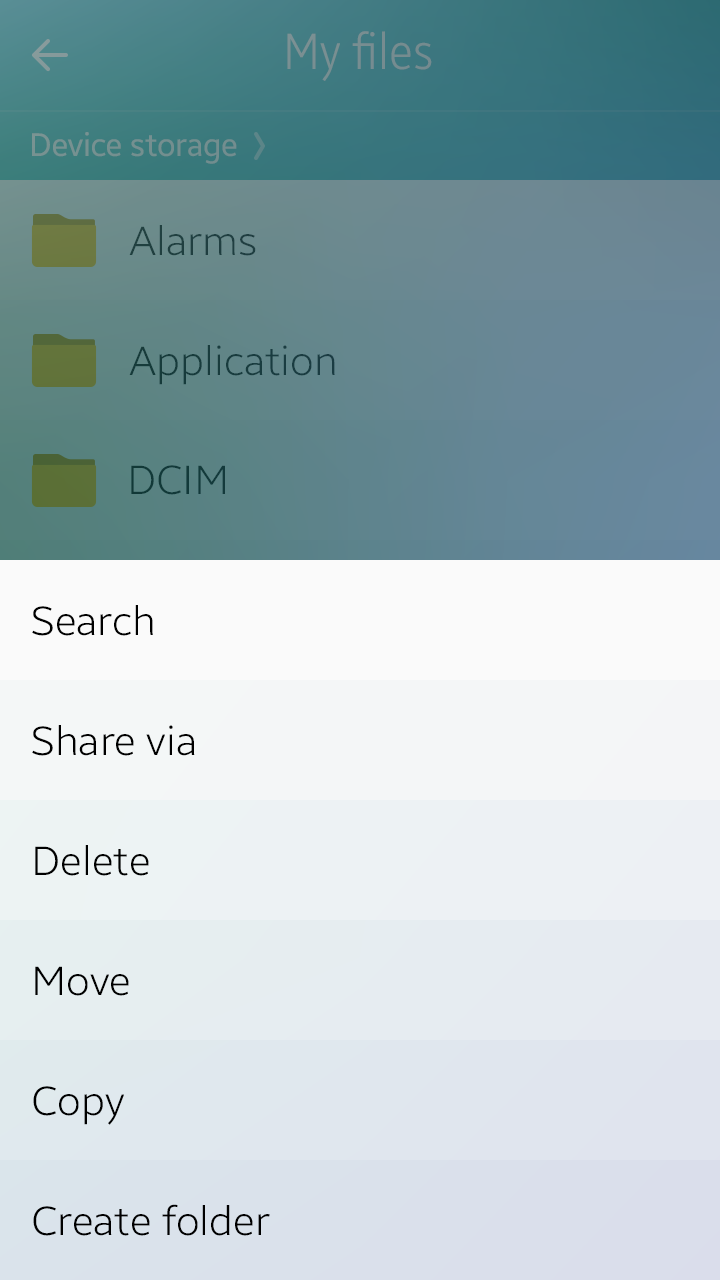 My files
Device storage
Alarms
Application
DCIM
Search
Share via
Delete
Move
Copy
Create folder